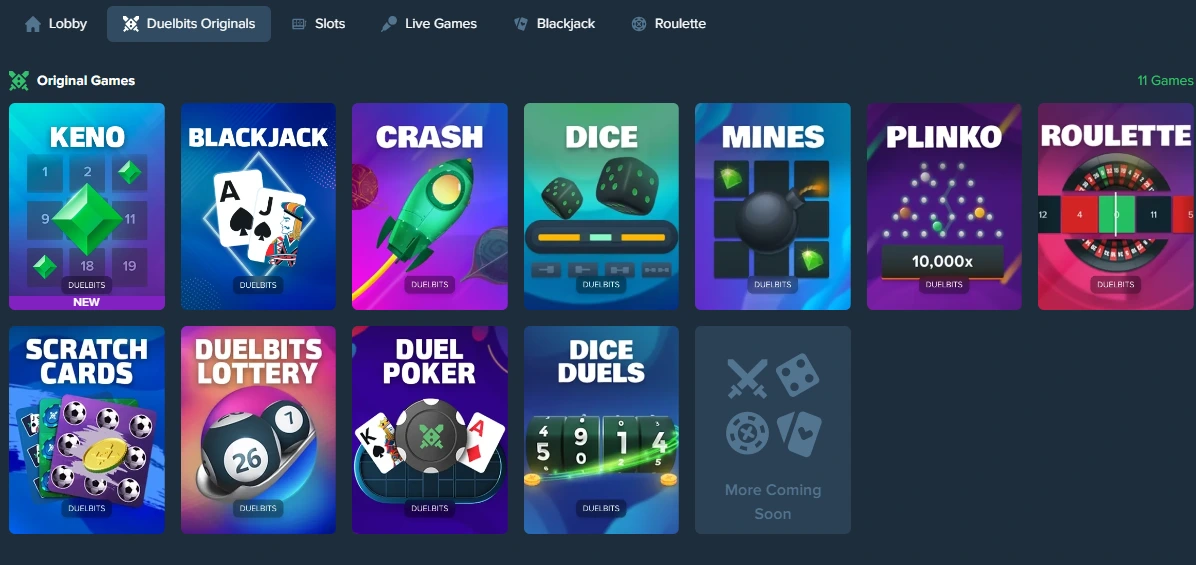 Lobby
Duelbits Originals
Slots
Live Games
Blackjack
Roulette
Original Games
11 Games
KENO
1 2
9 11
18 19
DUELBITS
NEW
BLACKJACK
A
J
DUELBITS
CRASH
DUELBITS
DICE
DUELBITS
MINES
DUELBITS
PLINKO
10,000x
DUELBITS
ROULETTE
12 4 0 11 5
DUELBITS
SCRATCH
CARDS
DUELBITS
DUELBITS
LOTTERY
7
26
DUELBITS
DUEL
POKER
K
A
DUELBITS
DICE
DUELS
4 9 1 4
5 0 2 5
DUELBITS
More Coming
Soon